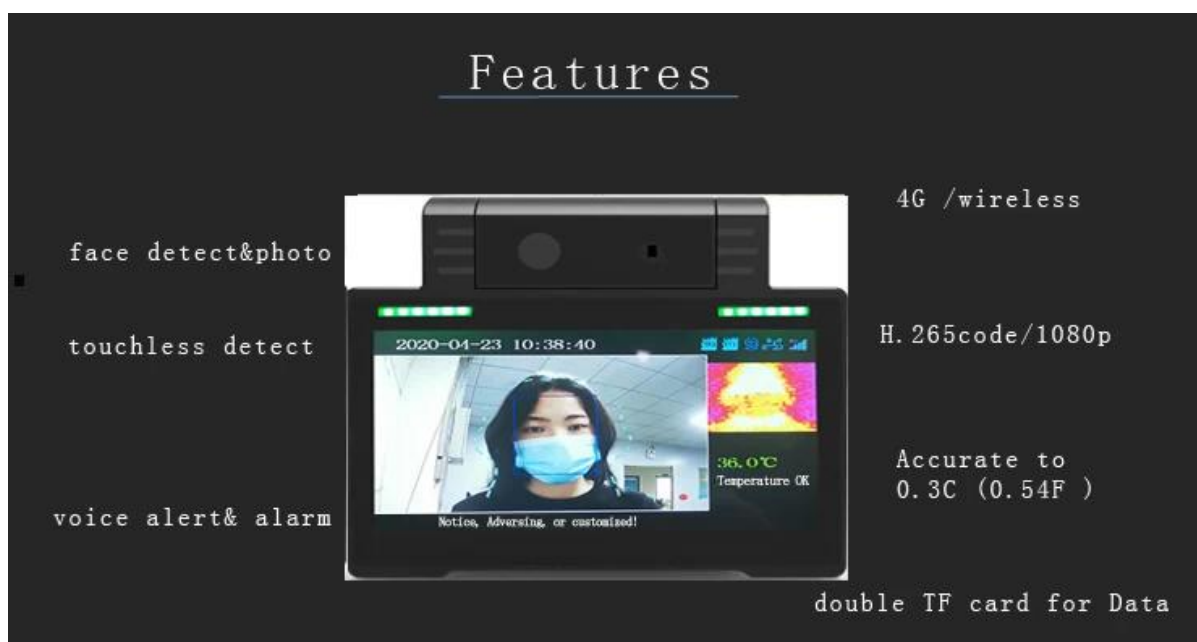 Features
4G /wireless
face detect&photo
touchless detect
H.265code/1080p
2020-04-23 10:38:40
36.0℃
Temperature OK
Accurate to
0.3C (0.54F )
voice alert& alarm
Notice, Adversing, or customized!
double TF card for Data